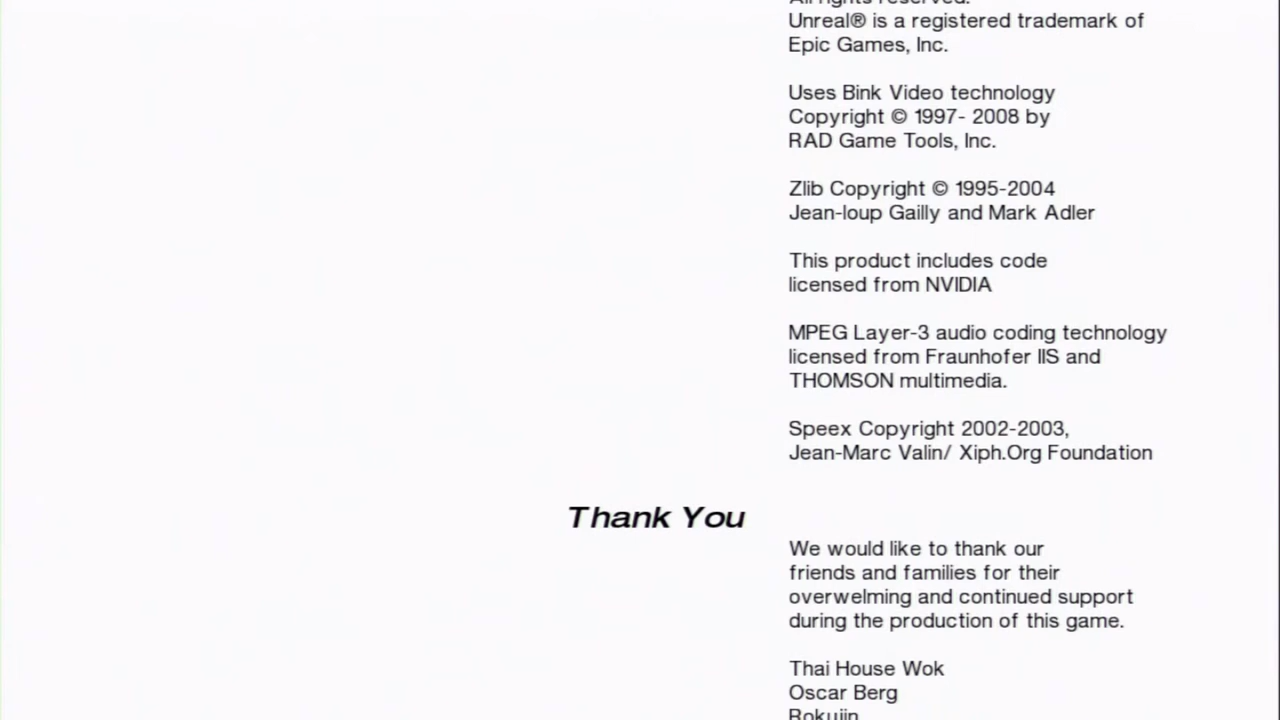 All rights reserved.
Unreal® is a registered trademark of
Epic Games, Inc.
Uses Bink Video technology
Copyright © 1997- 2008 by
RAD Game Tools, Inc.
Zlib Copyright © 1995-2004
Jean-loup Gailly and Mark Adler
This product includes code
licensed from NVIDIA
MPEG Layer-3 audio coding technology
licensed from Fraunhofer IIS and
THOMSON multimedia.
Speex Copyright 2002-2003,
Jean-Marc Valin/ Xiph.Org Foundation
Thank You
We would like to thank our
friends and families for their
overwelming and continued support
during the production of this game.
Thai House Wok
Oscar Berg
Rokujin